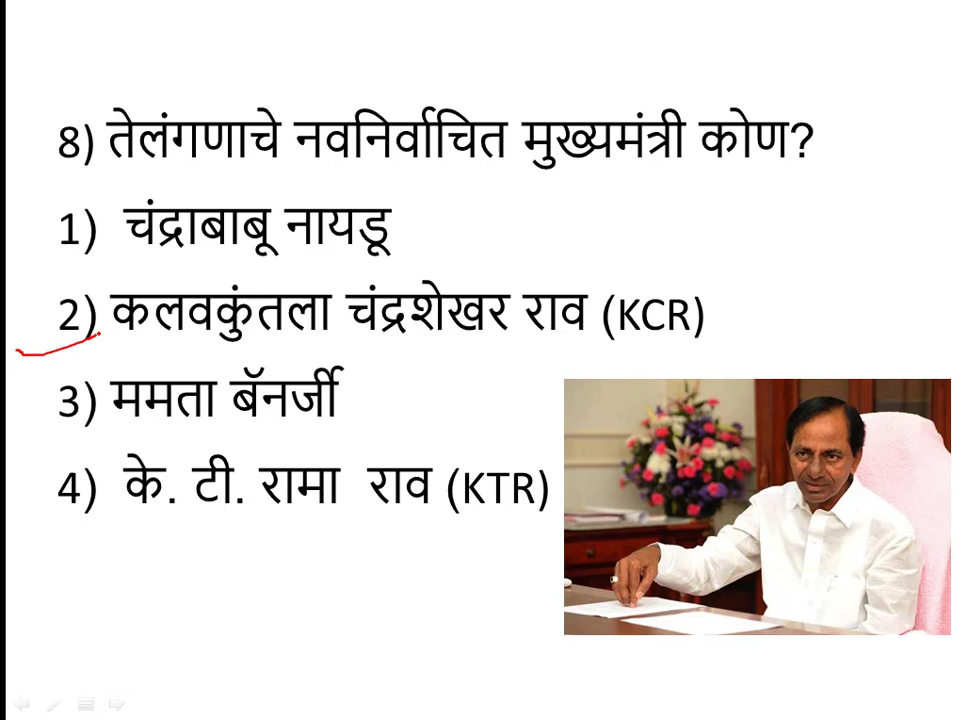 8) तेलंगणाचे नवनिर्वाचित मुख्यमंत्री कोण?
1) चंद्राबाबू नायडू
2) कलवकुंतला चंद्रशेखर राव (KCR)
3) ममता बॅनर्जी
4) के. टी. रामा राव (KTR)